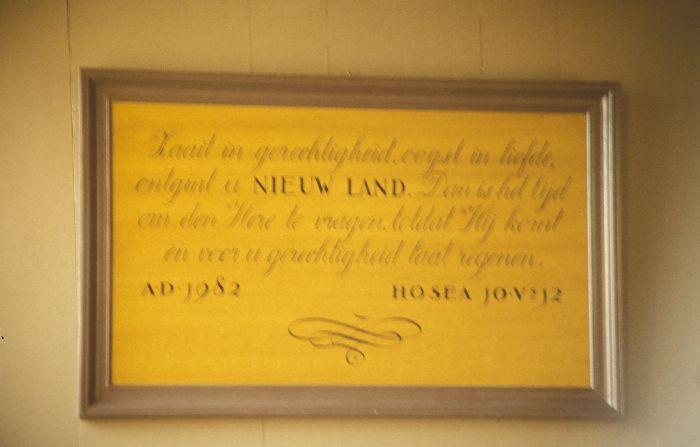 Zaait in gerechtigheid, oogst in liefde,
ontgint u NIEUW LAND. Dan is het tijd
om den Here te vragen, totdat Hij komt
en voor u gerechtigheid laat regenen.
AD·1982 HOSEA 10·Vs12